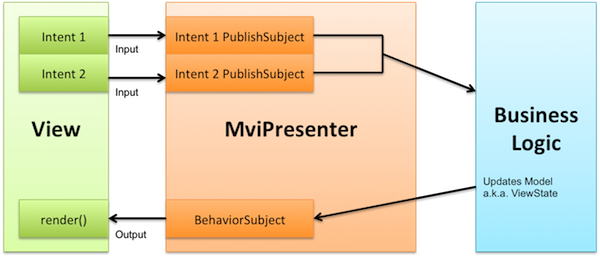 Intent 1
Input
Intent 1 PublishSubject
Intent 2
Input
Intent 2 PublishSubject
View
MviPresenter
Business
Logic
Updates Model
a.k.a. ViewState
render()
Output
BehaviorSubject